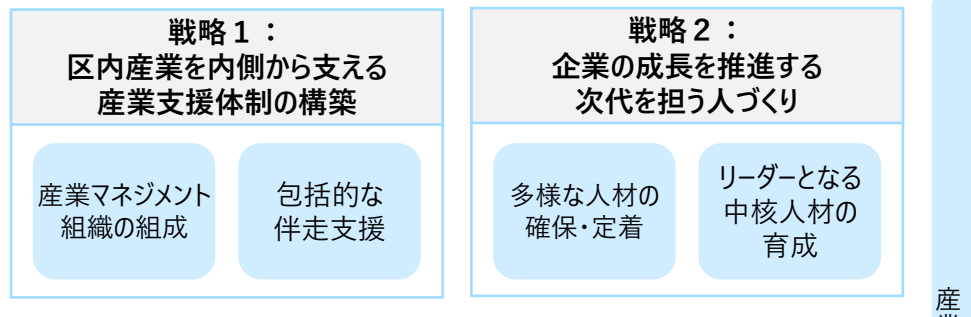 戦略1：
区内産業を内側から支える
産業支援体制の構築
産業マネジメント
組織の組成
包括的な
伴走支援
戦略2：
企業の成長を推進する
次代を担う人づくり
多様な人材の
確保・定着
リーダーとなる
中核人材の
育成
産